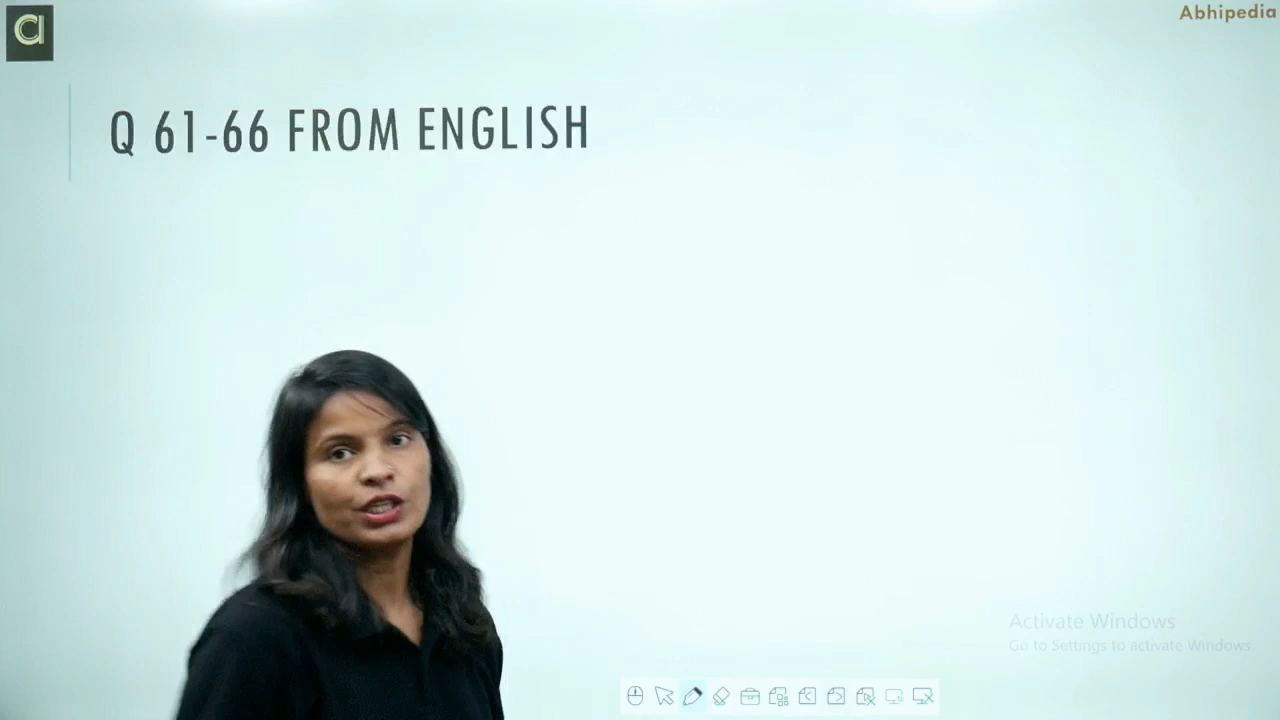 Abhipedia
Q 61-66 FROM ENGLISH
Activate Windows
Go to Settings to activate Windows